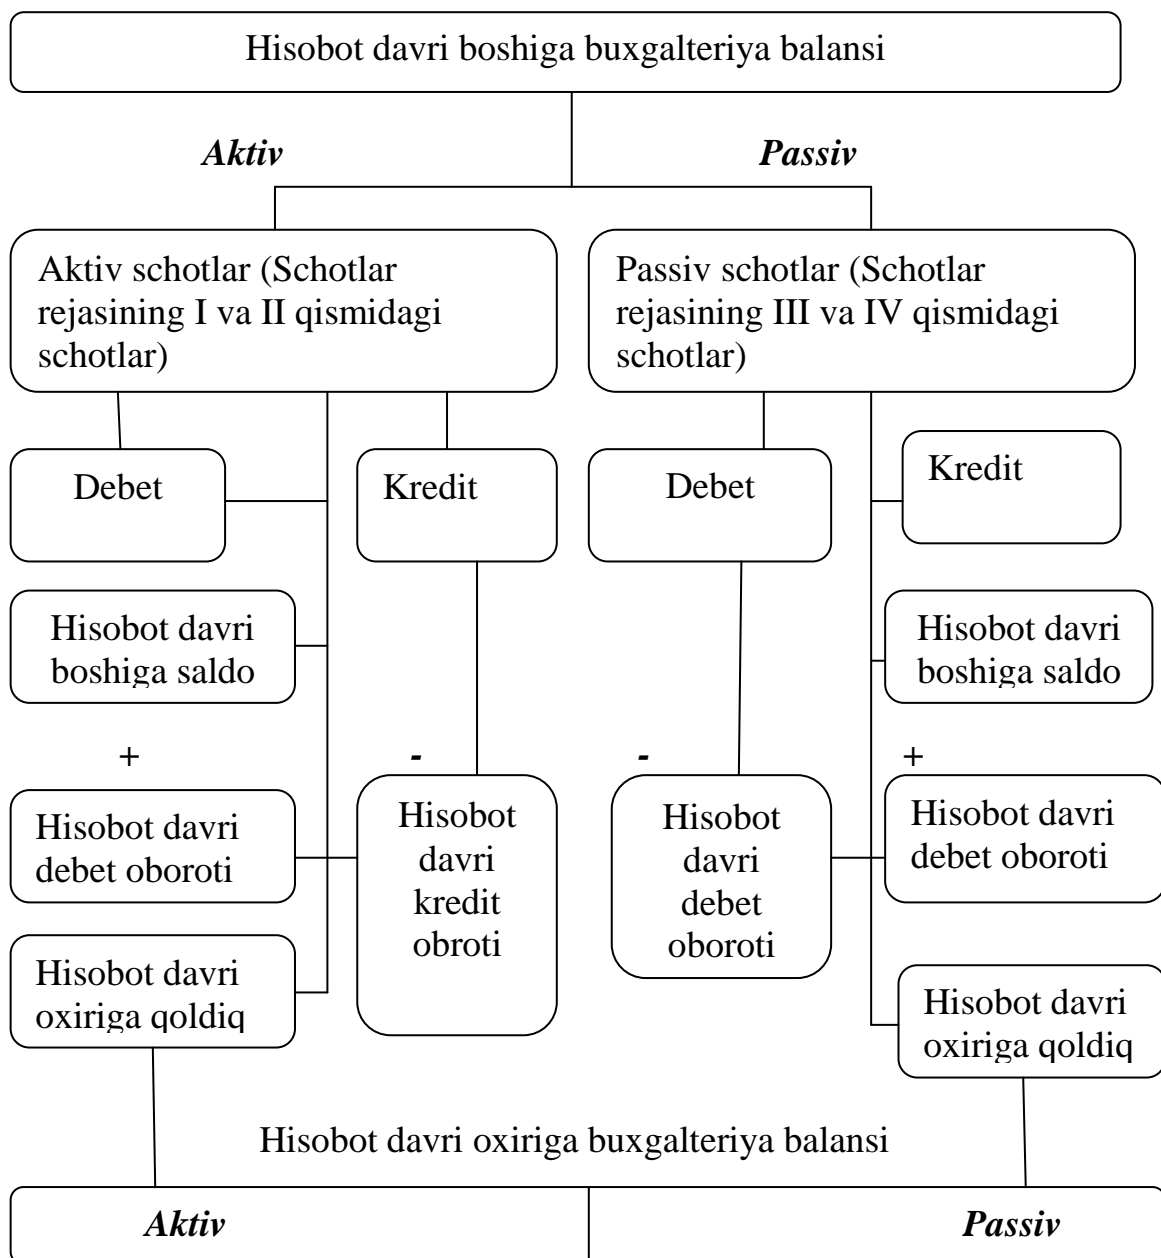 Hisobot davri boshiga buxgalteriya balansi
Aktiv
Passiv
Aktiv schotlar (Schotlar
rejasining I va II qismidagi
schotlar)
Passiv schotlar (Schotlar
rejasining III va IV qismidagi
schotlar)
Debet
Kredit
Debet
Kredit
Hisobot davri
boshiga saldo
Hisobot davri
boshiga saldo
+
-
-
+
Hisobot davri
debet oboroti
Hisobot
davri
kredit
obroti
Hisobot
davri
debet
oboroti
Hisobot davri
debet oboroti
Hisobot davri
oxiriga qoldiq
Hisobot davri
oxiriga qoldiq
Hisobot davri oxiriga buxgalteriya balansi
Aktiv
Passiv